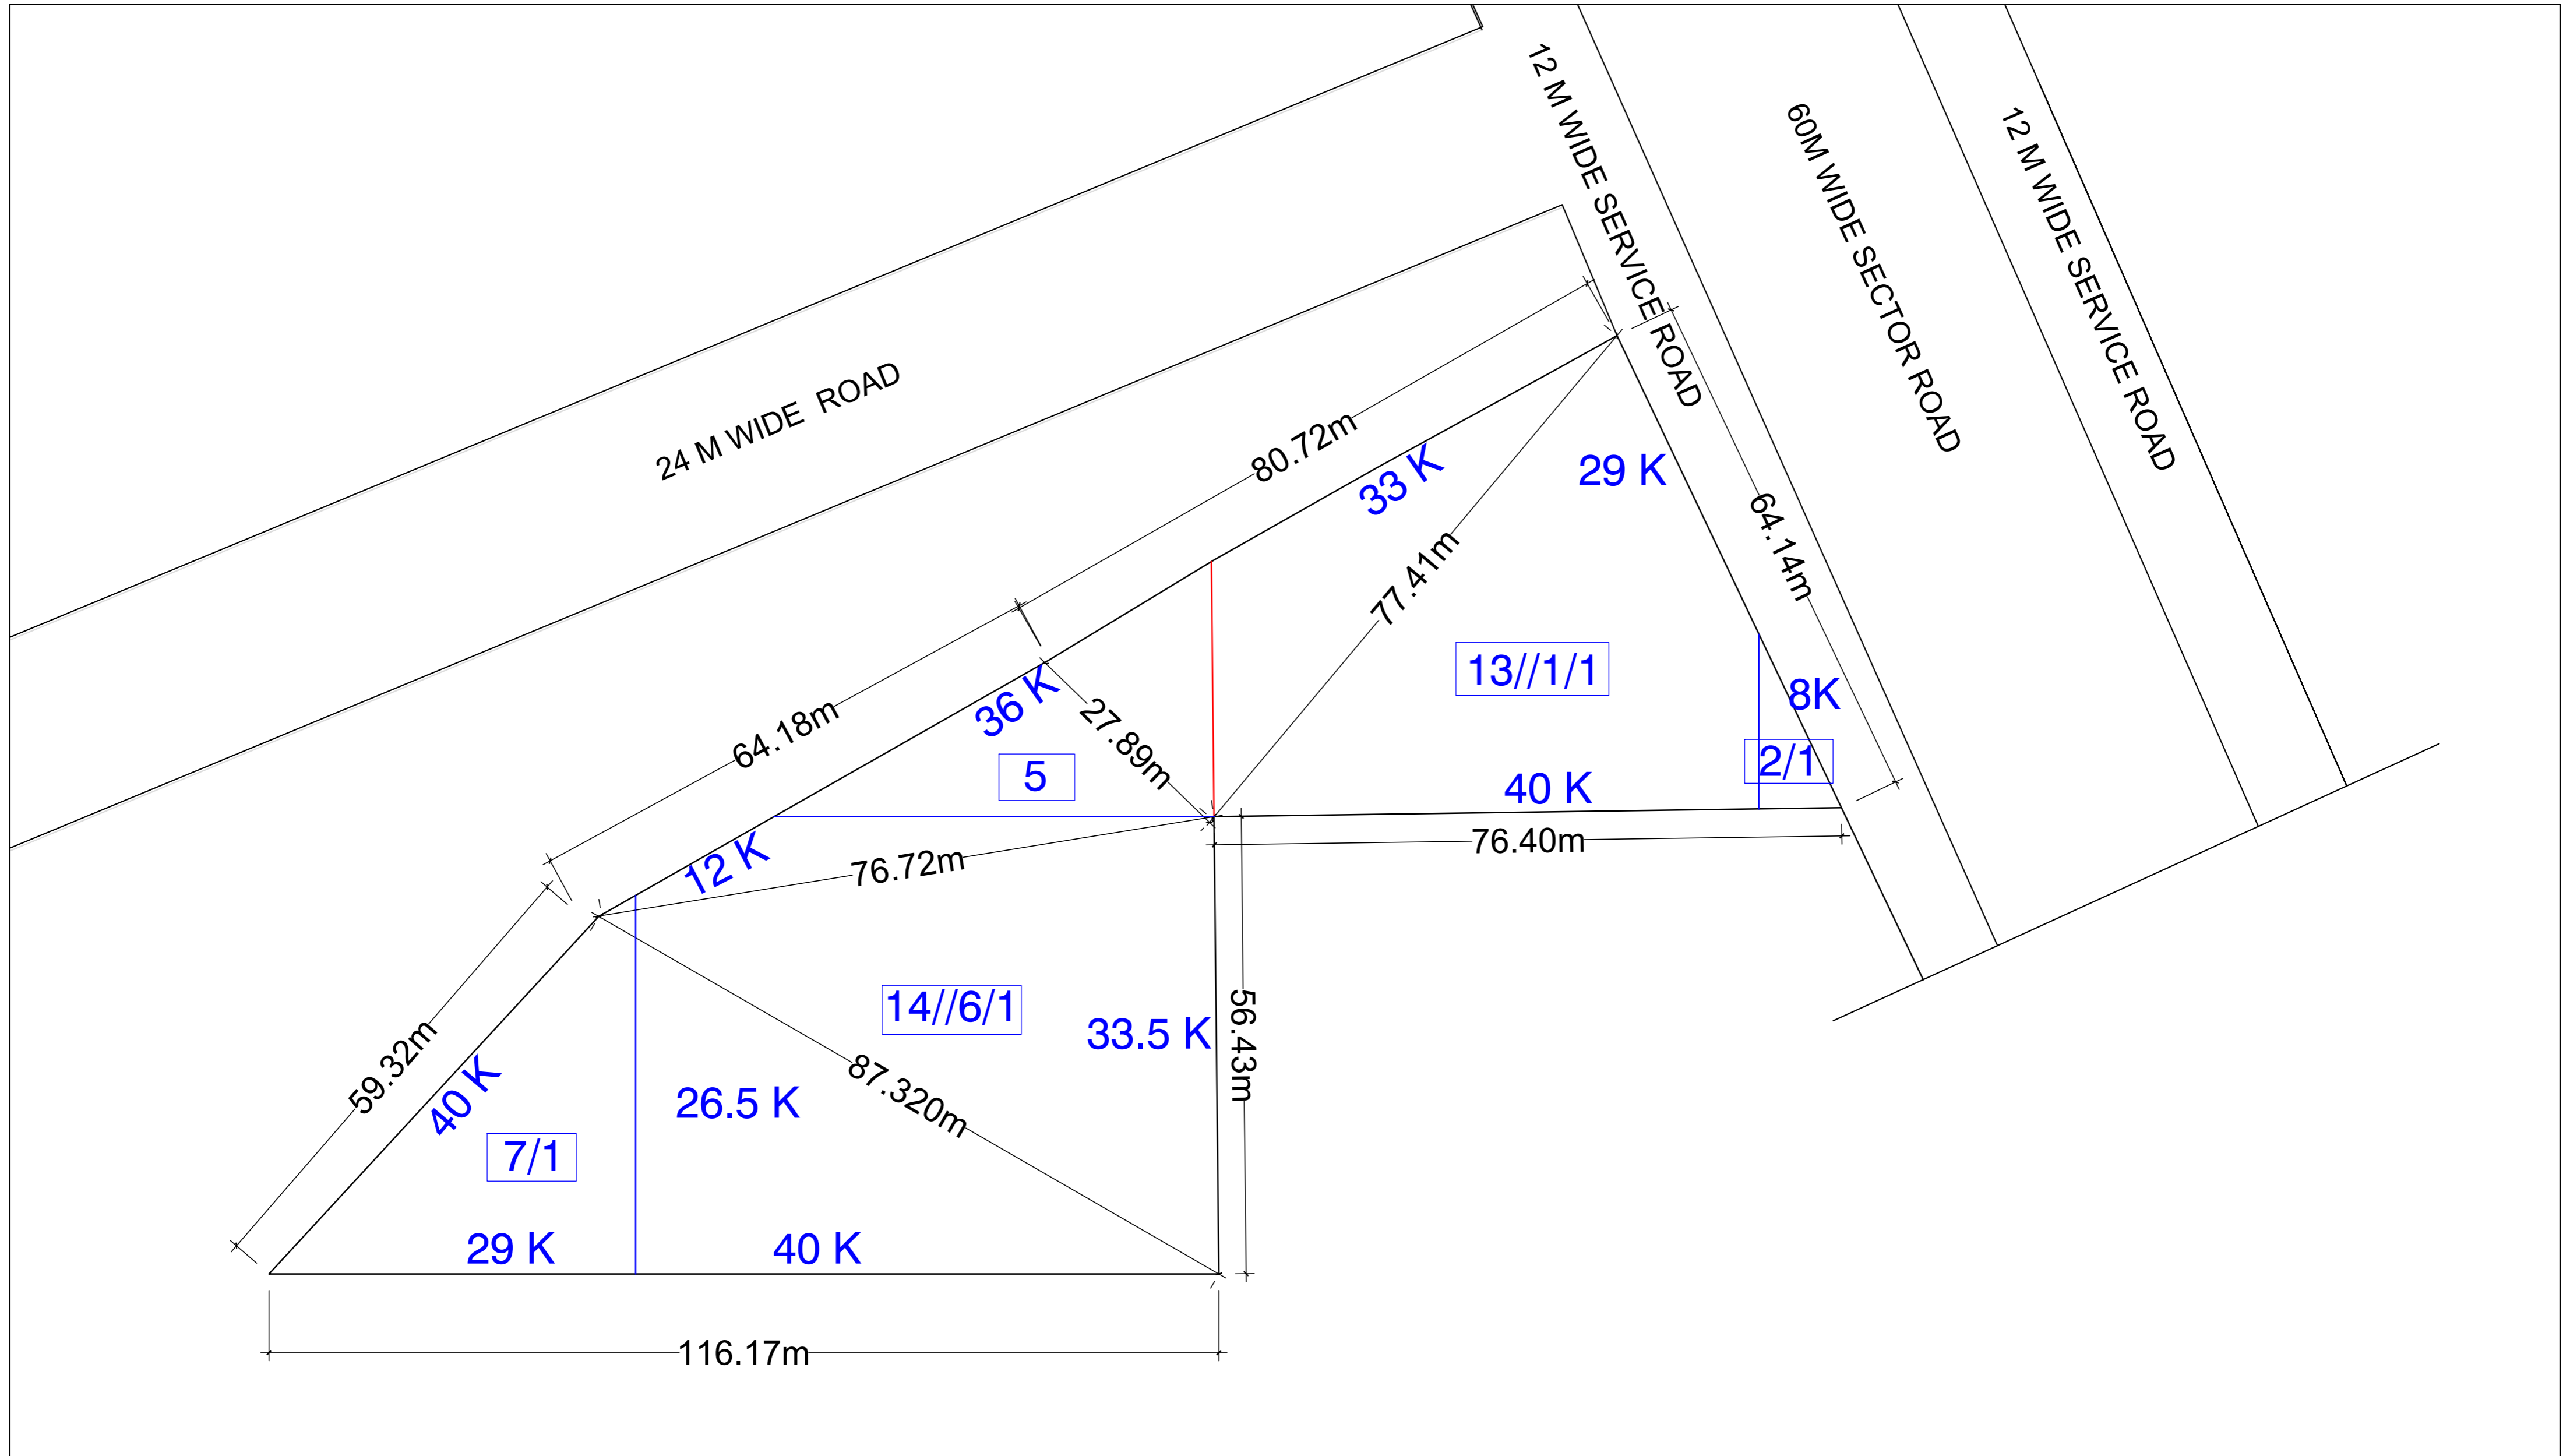 12 M WIDE SERVICE ROAD
60M WIDE SECTOR ROAD
12 M WIDE SERVICE ROAD
24 M WIDE  ROAD
80.72m
33 K
29 K
64.14m
77.41m
13//1/1
8K
2/1
64.18m
36 K
27.89m
5
40 K
76.40m
12 K
76.72m
14//6/1
33.5 K
56.43m
59.32m
40 K
87.320m
26.5 K
7/1
29 K
40 K
116.17m